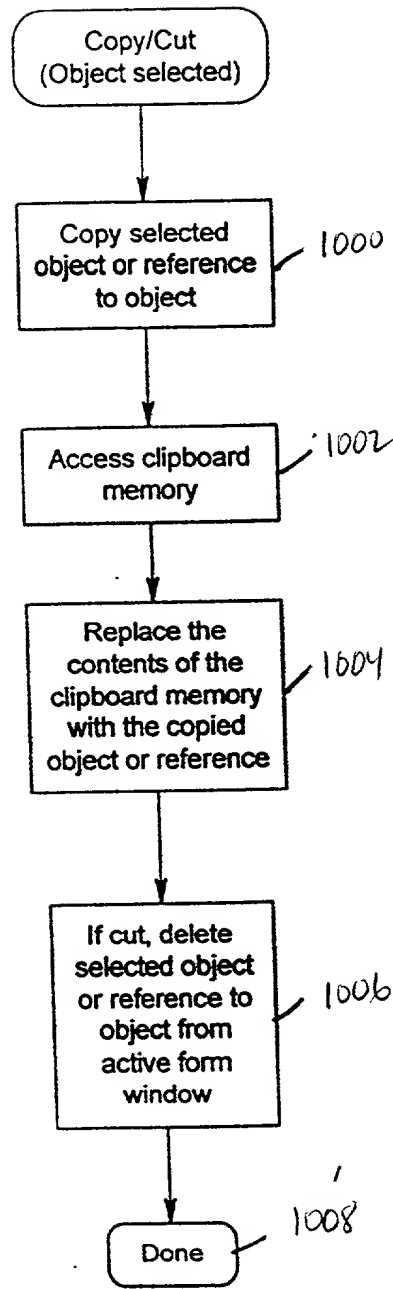 Copy/Cut
(Object selected)
Copy selected
object or reference
to object
1000
Access clipboard
memory
1002
Replace the
contents of the
clipboard memory
with the copied
object or reference
1004
If cut, delete
selected object
or reference to
object from
active form
window
1006
Done
1008